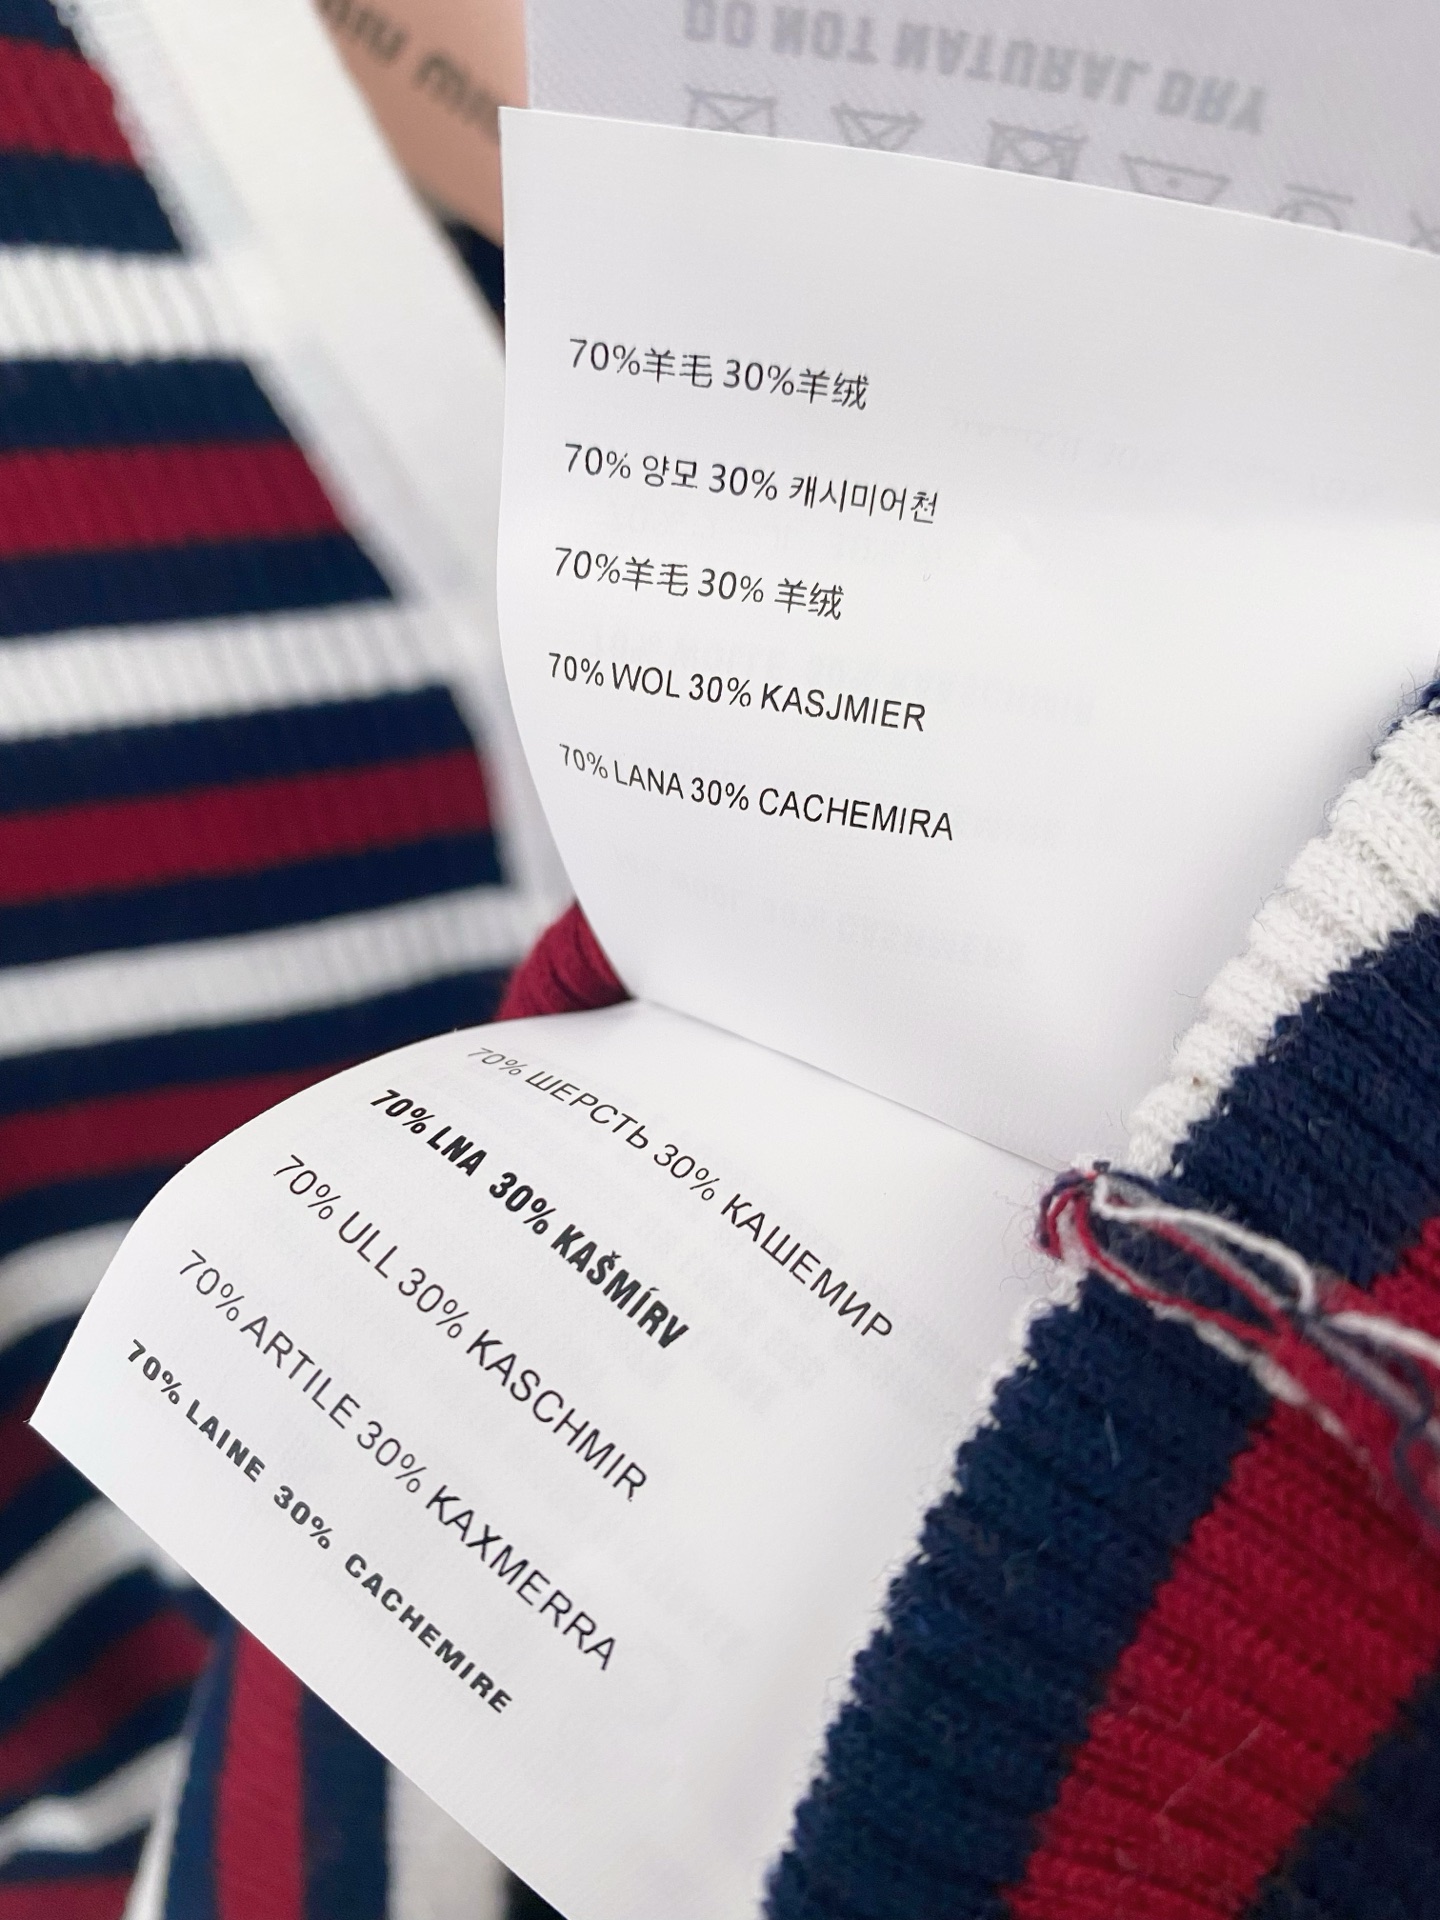 DO NOT NATURAL DRY
70%羊毛 30%羊绒
70% 양모 30% 캐시미어천
70%羊毛 30% 羊绒
70% WOL 30% KASJMIER
70% LANA 30% CACHEMIRA
70% ШЕРСТЬ 30% КАШЕМИР
70% LNA 30% KAŠMÍRV
70% ULL 30% KASCHMIR
70% ARTILE 30% KAXMERRA
70% LAINE 30% CACHEMIRE